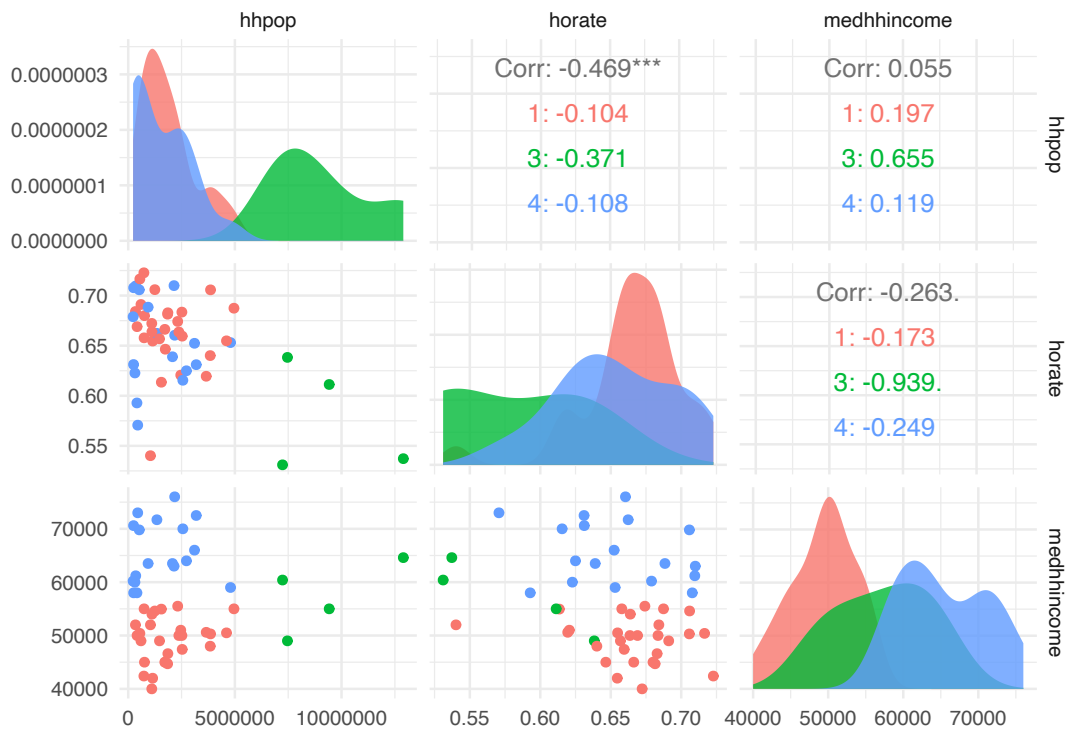 hhpop horate medhhincome
0.0000003
0.0000002
0.0000001
0.0000000
Corr: -0.469***
1: -0.104
3: -0.371
4: -0.108
Corr: 0.055
1: 0.197
3: 0.655
4: 0.119
hhpop
0.70
0.65
0.60
0.55
Corr: -0.263.
1: -0.173
3: -0.939.
4: -0.249
horate
70000
60000
50000
40000
medhhincome
0 5000000 10000000 0.55 0.60 0.65 0.70 40000 50000 60000 70000